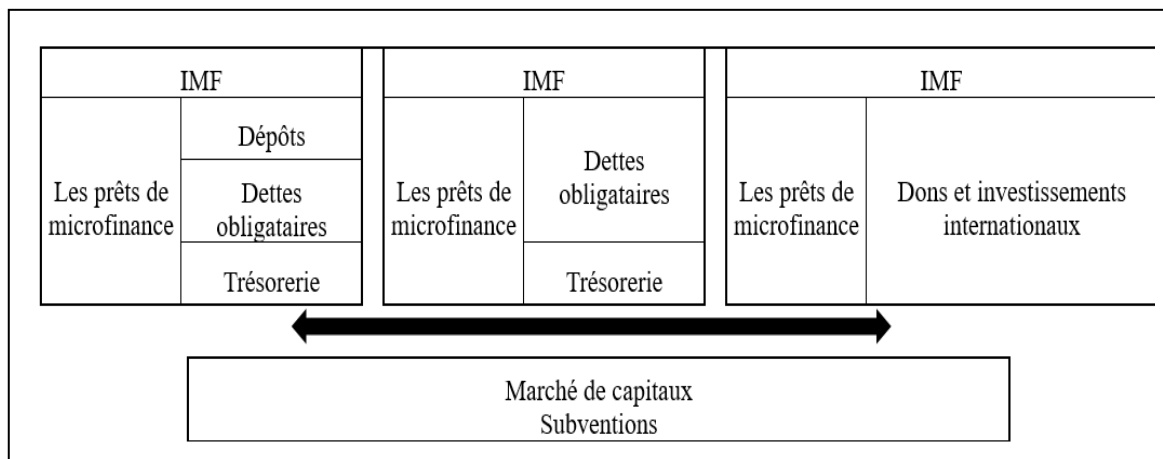 IMF
Les prêts de
microfinance
Dépôts
Dettes
obligataires
Trésorerie
IMF
Les prêts de
microfinance
Dettes
obligataires
Trésorerie
IMF
Les prêts de
microfinance
Dons et investissements
internationaux
Marché de capitaux
Subventions